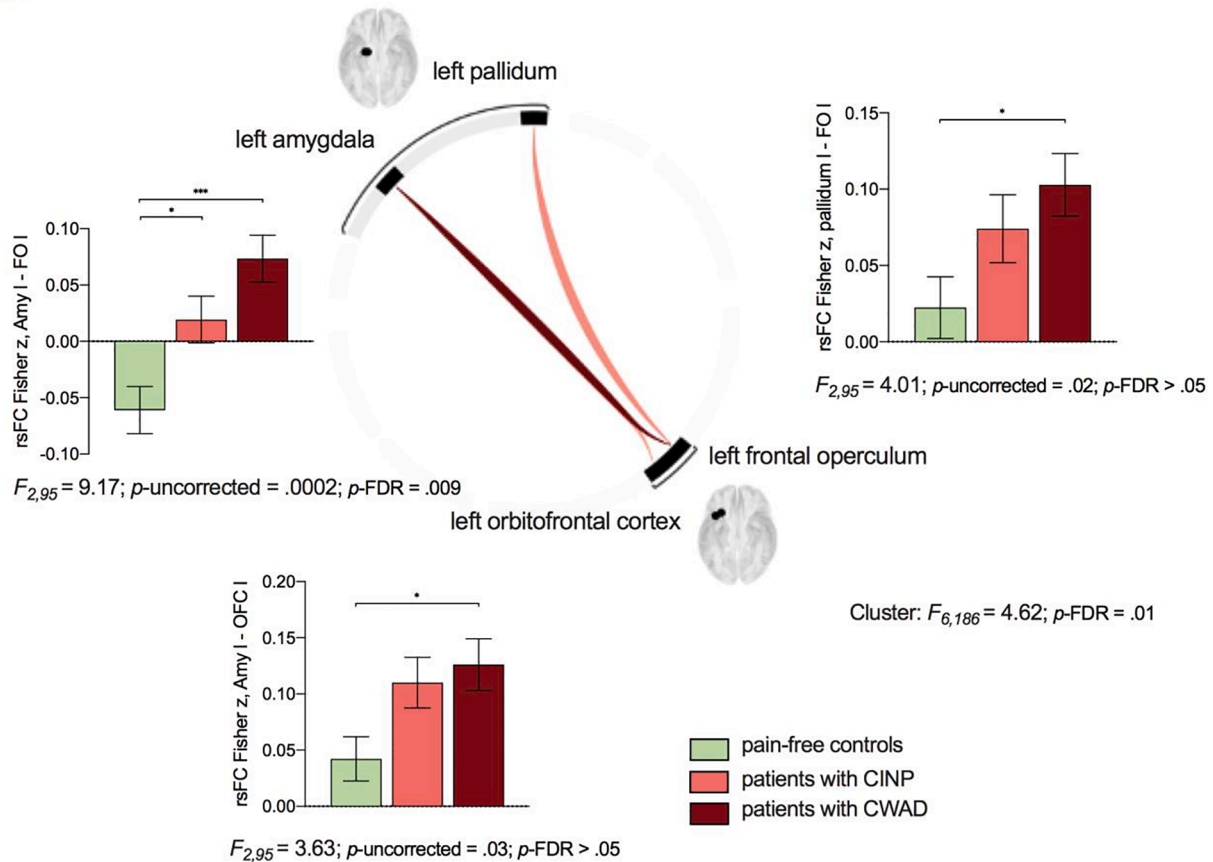 left pallidum
left amygdala
***
*
rsFC Fisher z, Amy l - FO l
0.10
0.05
0.00
-0.05
-0.10
F2,95 = 9.17; p-uncorrected = .0002; p-FDR = .009
rsFC Fisher z, pallidum l - FO l
0.15
0.10
0.05
0.00
*
F2,95 = 4.01; p-uncorrected = .02; p-FDR > .05
left frontal operculum
left orbitofrontal cortex
rsFC Fisher z, Amy l - OFC l
0.20
0.15
0.10
0.05
0.00
*
F2,95 = 3.63; p-uncorrected = .03; p-FDR > .05
Cluster: F6,186 = 4.62; p-FDR = .01
pain-free controls
patients with CINP
patients with CWAD